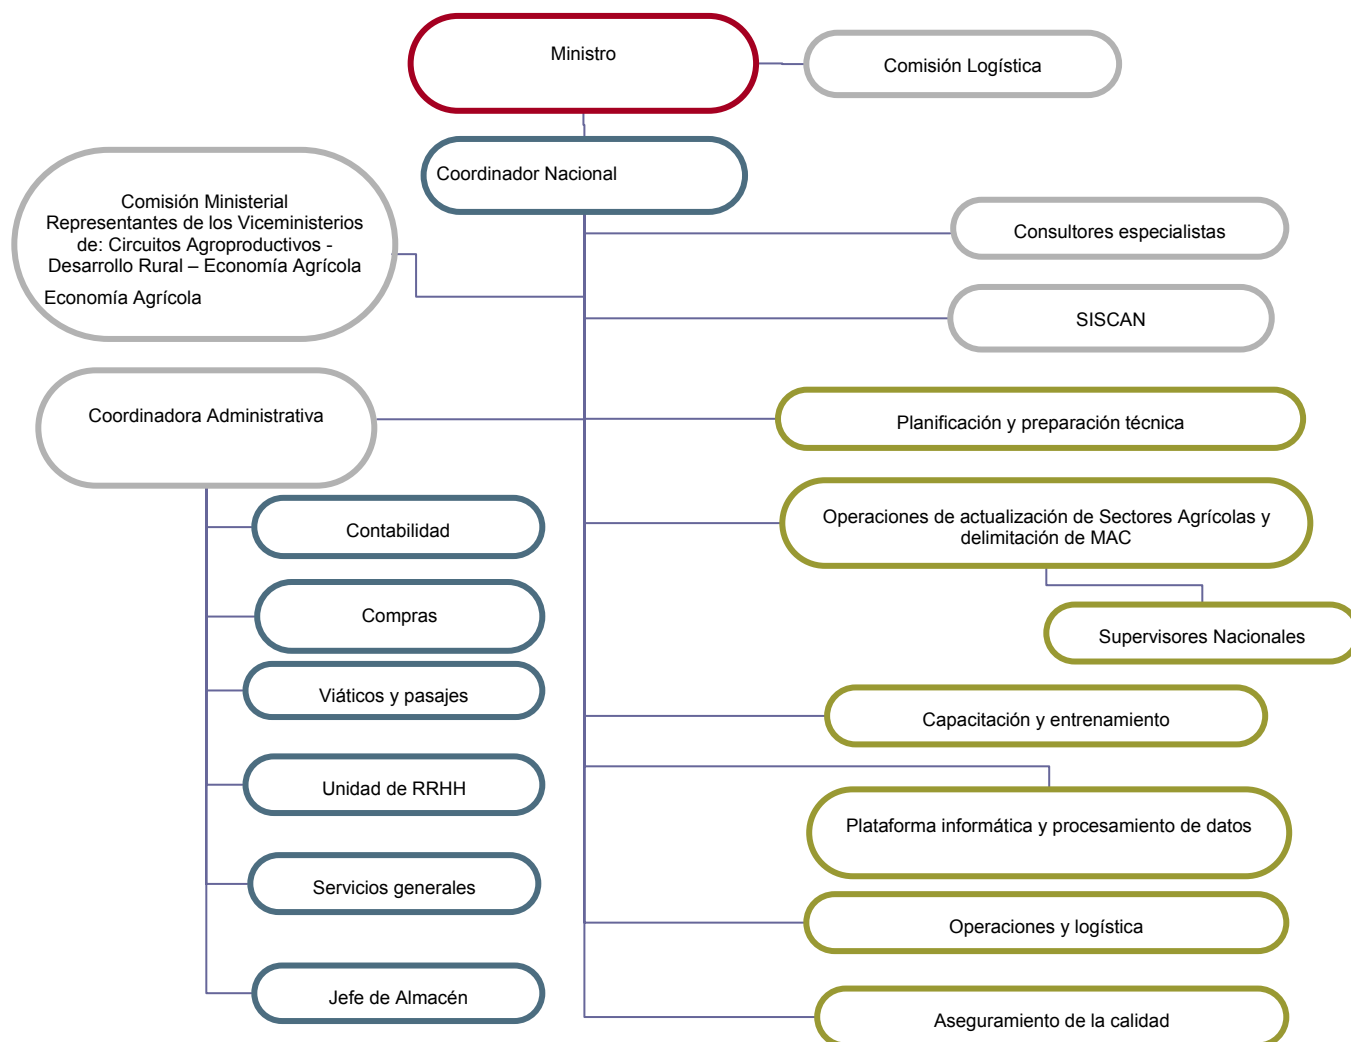 Ministro
Comisión Logística
Coordinador Nacional
Comisión Ministerial
Representantes de los Viceministerios
de: Circuitos Agroproductivos -
Desarrollo Rural – Economía Agrícola
Economía Agrícola
Consultores especialistas
SISCAN
Coordinadora Administrativa
Planificación y preparación técnica
Contabilidad
Operaciones de actualización de Sectores Agrícolas y
delimitación de MAC
Compras
Supervisores Nacionales
Viáticos y pasajes
Capacitación y entrenamiento
Unidad de RRHH
Plataforma informática y procesamiento de datos
Servicios generales
Operaciones y logística
Jefe de Almacén
Aseguramiento de la calidad